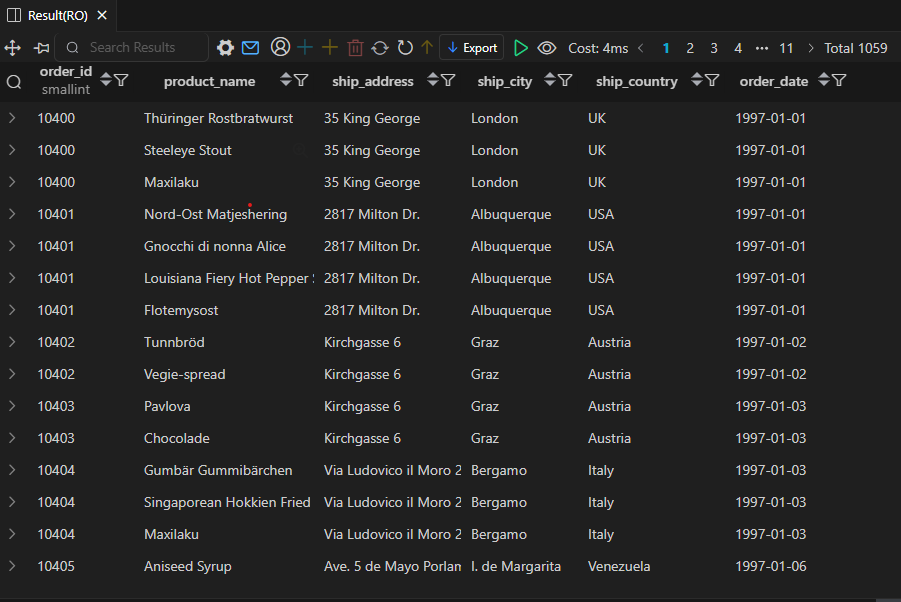 Result(RO)
Search Results Export Cost: 4ms 1 2 3 4 ··· 11 Total 1059
order_id smallint product_name ship_address ship_city ship_country order_date
10400 Thüringer Rostbratwurst 35 King George London UK 1997-01-01
10400 Steeleye Stout 35 King George London UK 1997-01-01
10400 Maxilaku 35 King George London UK 1997-01-01
10401 Nord-Ost Matjeshering 2817 Milton Dr. Albuquerque USA 1997-01-01
10401 Gnocchi di nonna Alice 2817 Milton Dr. Albuquerque USA 1997-01-01
10401 Louisiana Fiery Hot Pepper 2817 Milton Dr. Albuquerque USA 1997-01-01
10401 Flotemysost 2817 Milton Dr. Albuquerque USA 1997-01-01
10402 Tunnbröd Kirchgasse 6 Graz Austria 1997-01-02
10402 Vegie-spread Kirchgasse 6 Graz Austria 1997-01-02
10403 Pavlova Kirchgasse 6 Graz Austria 1997-01-03
10403 Chocolade Kirchgasse 6 Graz Austria 1997-01-03
10404 Gumbär Gummibärchen Via Ludovico il Moro 2 Bergamo Italy 1997-01-03
10404 Singaporean Hokkien Fried Via Ludovico il Moro 2 Bergamo Italy 1997-01-03
10404 Maxilaku Via Ludovico il Moro 2 Bergamo Italy 1997-01-03
10405 Aniseed Syrup Ave. 5 de Mayo Porlam I. de Margarita Venezuela 1997-01-06